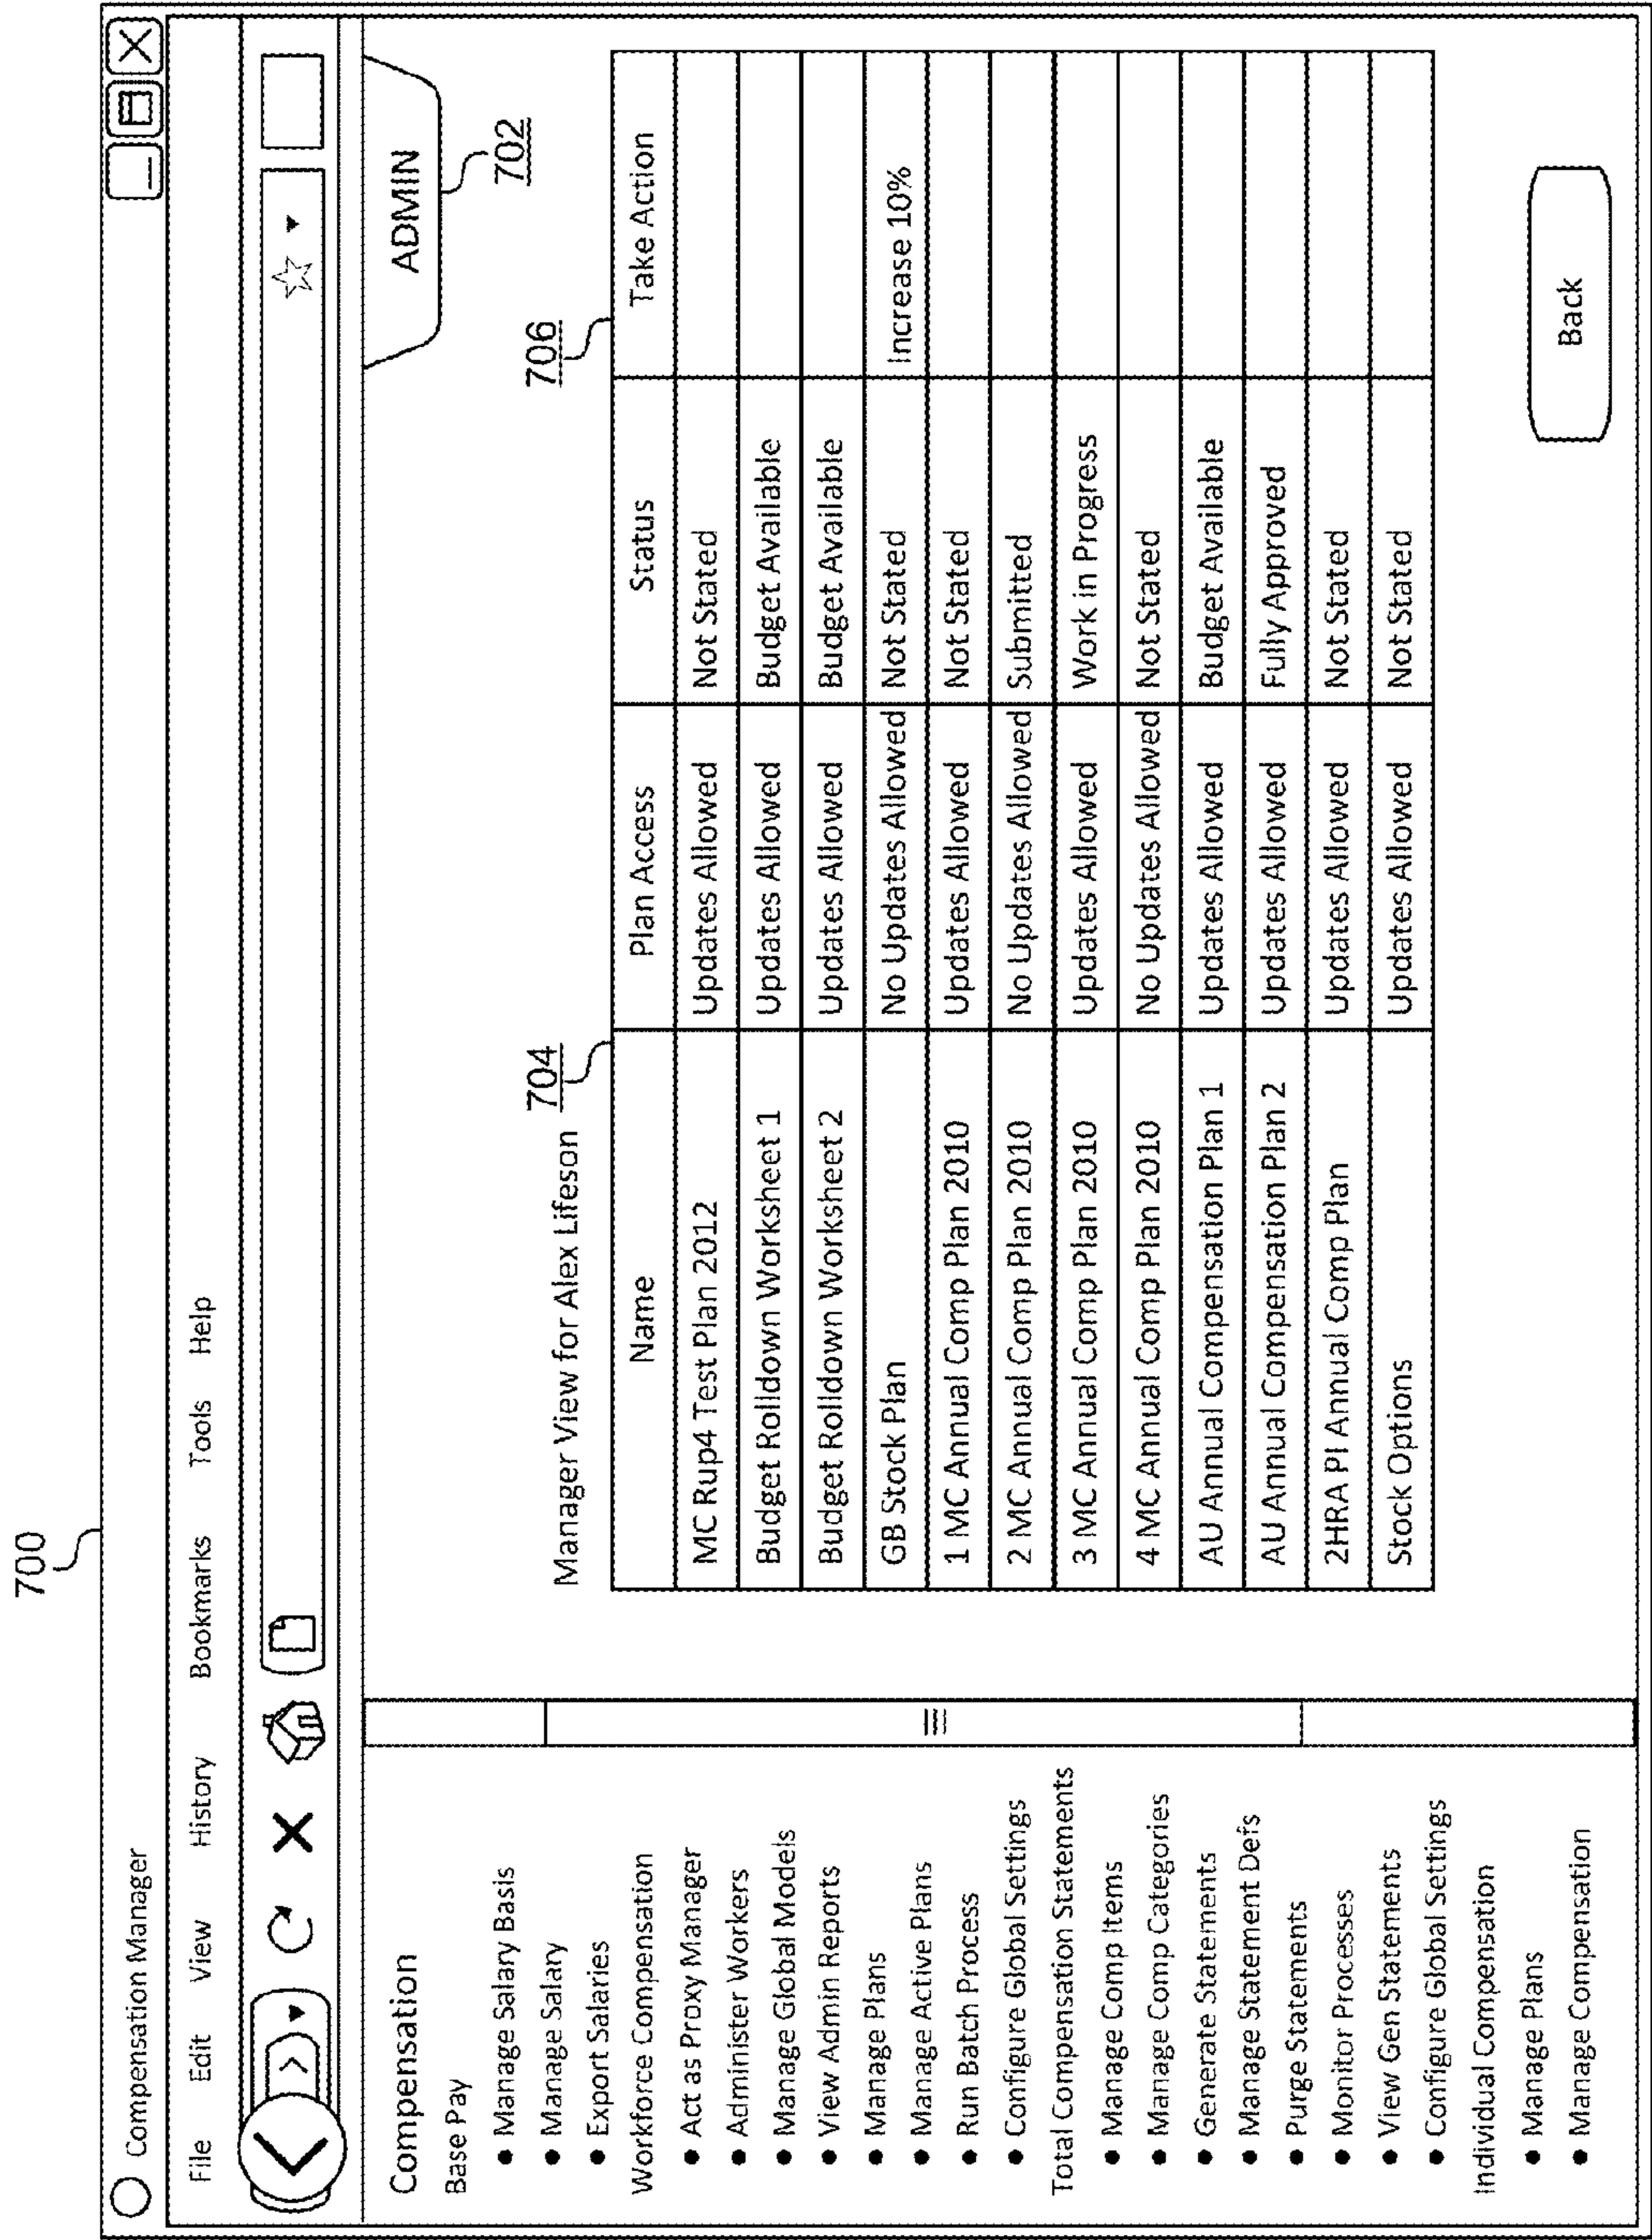 700
Compensation Manager
File Edit View History Bookmarks Tools Help
ADMIN
702
Compensation
Base Pay
• Manage Salary Basis
• Manage Salary
• Export Salaries
Workforce Compensation
• Act as Proxy Manager
• Administer Workers
• Manage Global Models
• View Admin Reports
• Manage Plans
• Manage Active Plans
• Run Batch Process
• Configure Global Settings
Total Compensation Statements
• Manage Comp Items
• Manage Comp Categories
• Generate Statements
• Manage Statement Defs
• Purge Statements
• Monitor Processes
• View Gen Statements
• Configure Global Settings
Individual Compensation
• Manage Plans
• Manage Compensation
Manager View for Alex Lifeson
704
706
Name Plan Access Status Take Action
MC Rup4 Test Plan 2012 Updates Allowed Not Stated
Budget Rolldown Worksheet 1 Updates Allowed Budget Available
Budget Rolldown Worksheet 2 Updates Allowed Budget Available
GB Stock Plan No Updates Allowed Not Stated Increase 10%
1 MC Annual Comp Plan 2010 Updates Allowed Not Stated
2 MC Annual Comp Plan 2010 No Updates Allowed Submitted
3 MC Annual Comp Plan 2010 Updates Allowed Work in Progress
4 MC Annual Comp Plan 2010 No Updates Allowed Not Stated
AU Annual Compensation Plan 1 Updates Allowed Budget Available
AU Annual Compensation Plan 2 Updates Allowed Fully Approved
2HRA PI Annual Comp Plan Updates Allowed Not Stated
Stock Options Updates Allowed Not Stated
Back